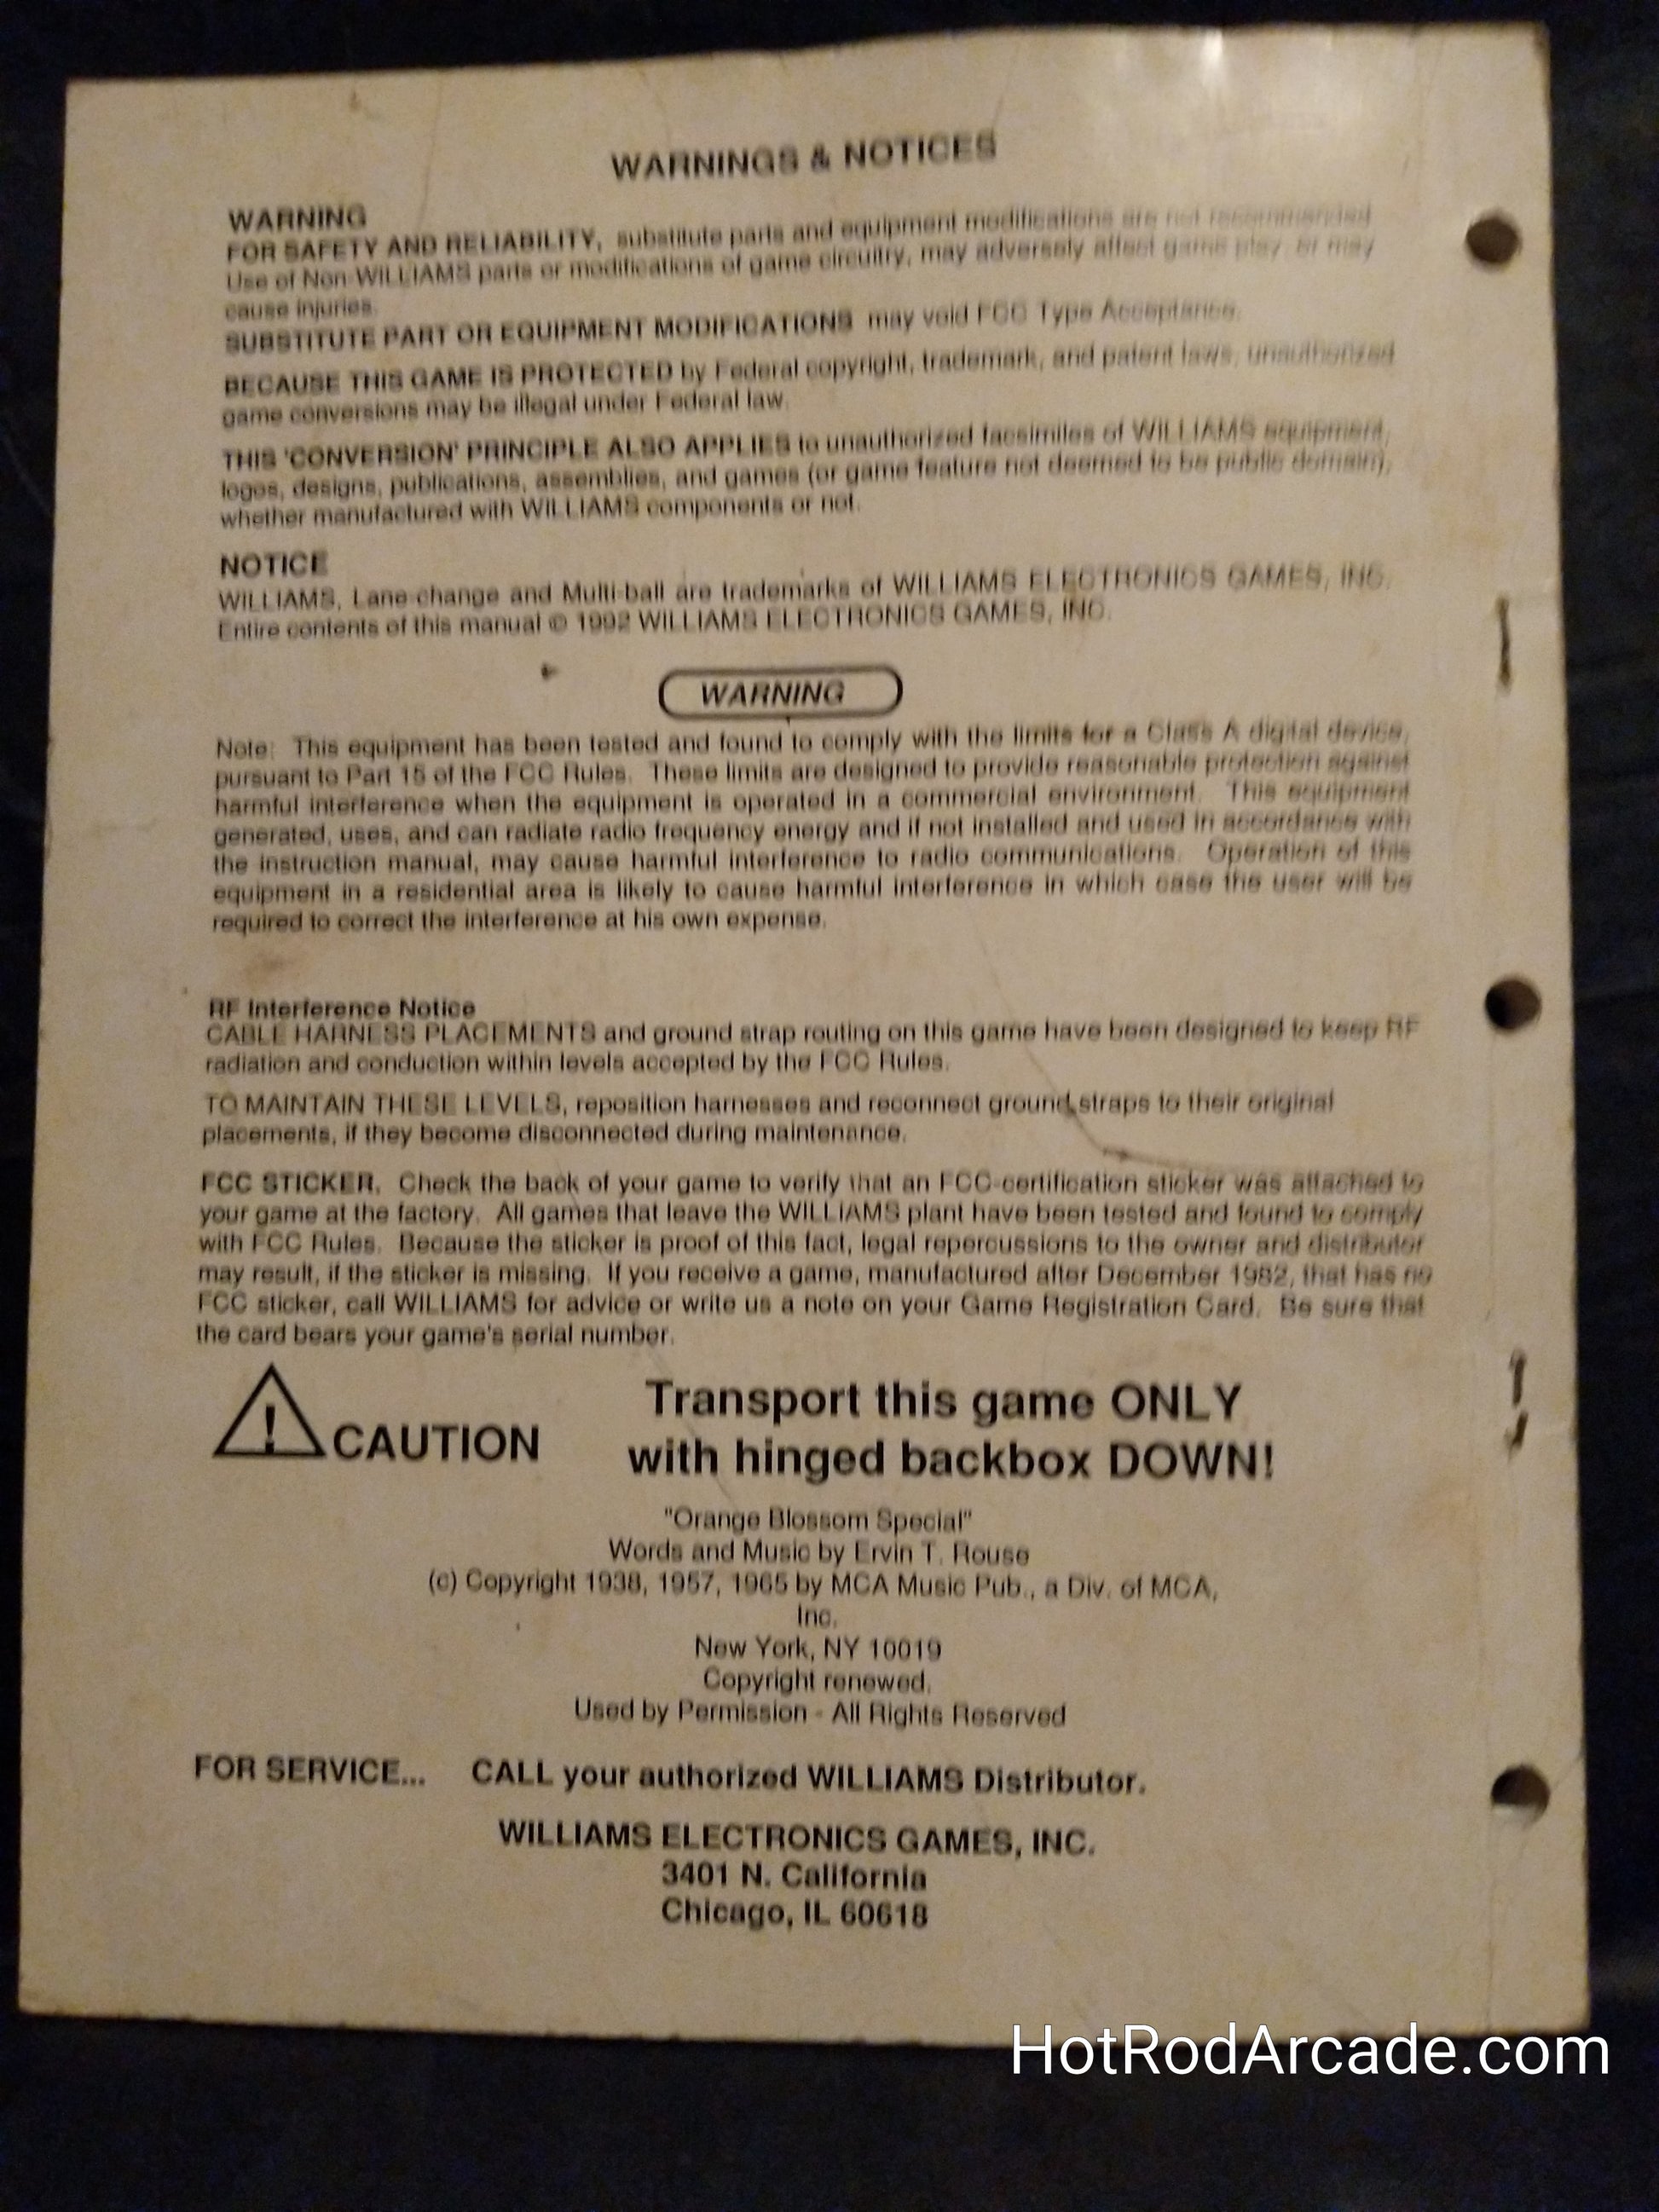 WARNINGS & NOTICES
WARNING
FOR SAFETY AND RELIABILITY, substitute parts and equipment modifications are not recommended
Use of Non-WILLIAMS parts or modifications of game circuitry, may adversely affect game play, or may
cause injuries.
SUBSTITUTE PART OR EQUIPMENT MODIFICATIONS may void FCC Type Acceptance.
BECAUSE THIS GAME IS PROTECTED by Federal copyright, trademark, and patent laws, unauthorized
game conversions may be illegal under Federal law.
THIS 'CONVERSION' PRINCIPLE ALSO APPLIES to unauthorized facsimiles of WILLIAMS equipment,
logos, designs, publications, assemblies, and games (or game feature not deemed to be public domain),
whether manufactured with WILLIAMS components or not.
NOTICE
WILLIAMS, Lane-change and Multi-ball are trademarks of WILLIAMS ELECTRONICS GAMES, INC.
Entire contents of this manual © 1992 WILLIAMS ELECTRONICS GAMES, INC.
WARNING
Note: This equipment has been tested and found to comply with the limits for a Class A digital device,
pursuant to Part 15 of the FCC Rules. These limits are designed to provide reasonable protection against
harmful interference when the equipment is operated in a commercial environment. This equipment
generated, uses, and can radiate radio frequency energy and if not installed and used in accordance with
the instruction manual, may cause harmful interference to radio communications. Operation of this
equipment in a residential area is likely to cause harmful interference in which case the user will be
required to correct the interference at his own expense.
RF Interference Notice
CABLE HARNESS PLACEMENTS and ground strap routing on this game have been designed to keep RF
radiation and conduction within levels accepted by the FCC Rules.
TO MAINTAIN THESE LEVELS, reposition harnesses and reconnect ground straps to their original
placements, if they become disconnected during maintenance.
FCC STICKER. Check the back of your game to verify that an FCC-certification sticker was attached to
your game at the factory. All games that leave the WILLIAMS plant have been tested and found to comply
with FCC Rules. Because the sticker is proof of this fact, legal repercussions to the owner and distributor
may result, if the sticker is missing. If you receive a game, manufactured after December 1982, that has no
FCC sticker, call WILLIAMS for advice or write us a note on your Game Registration Card. Be sure that
the card bears your game's serial number.
! CAUTION
Transport this game ONLY
with hinged backbox DOWN!
"Orange Blossom Special"
Words and Music by Ervin T. Rouse
(c) Copyright 1938, 1957, 1965 by MCA Music Pub., a Div. of MCA,
Inc.
New York, NY 10019
Copyright renewed.
Used by Permission - All Rights Reserved
FOR SERVICE... CALL your authorized WILLIAMS Distributor.
WILLIAMS ELECTRONICS GAMES, INC.
3401 N. California
Chicago, IL 60618
HotRodArcade.com